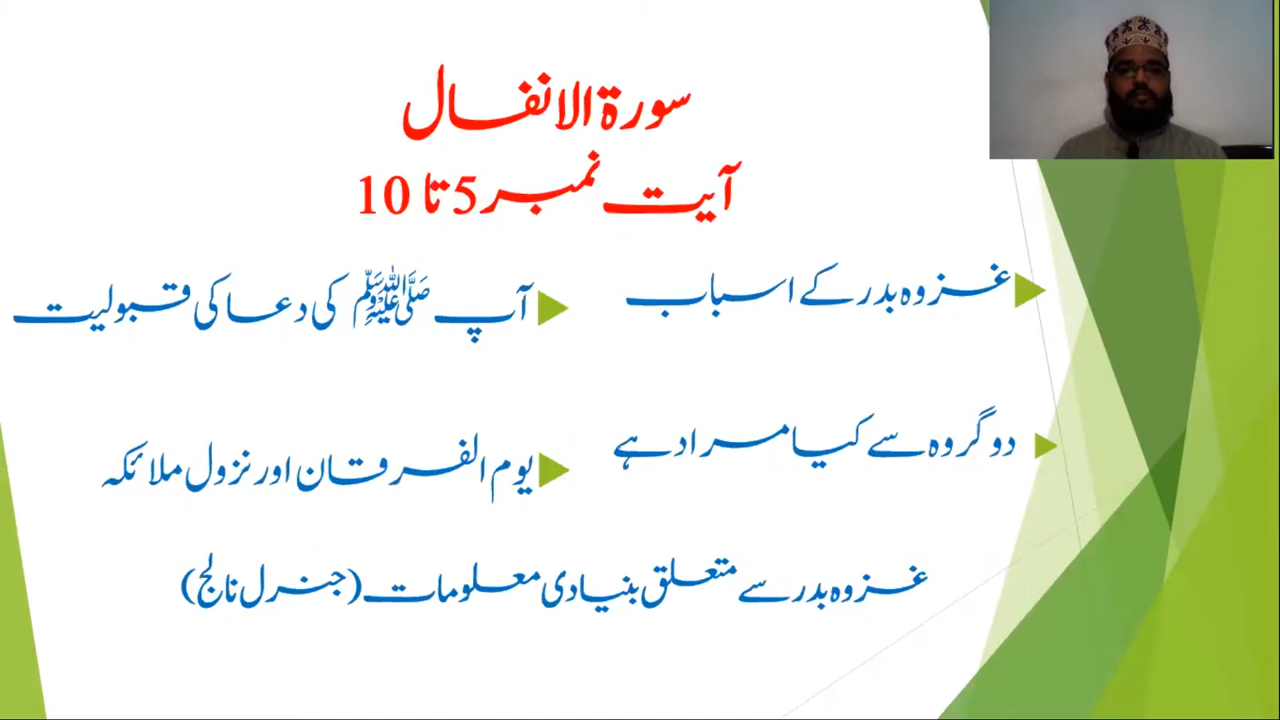 سورۃ الانفال
آیت نمبر 5 تا 10
غزوہ بدر کے اسباب
آپ ﷺ کی دعا کی قبولیت
دو گروہ سے کیا مراد ہے
یوم الفرقان اور نزول ملائکہ
غزوہ بدر سے متعلق بنیادی معلومات (جنرل نالج)